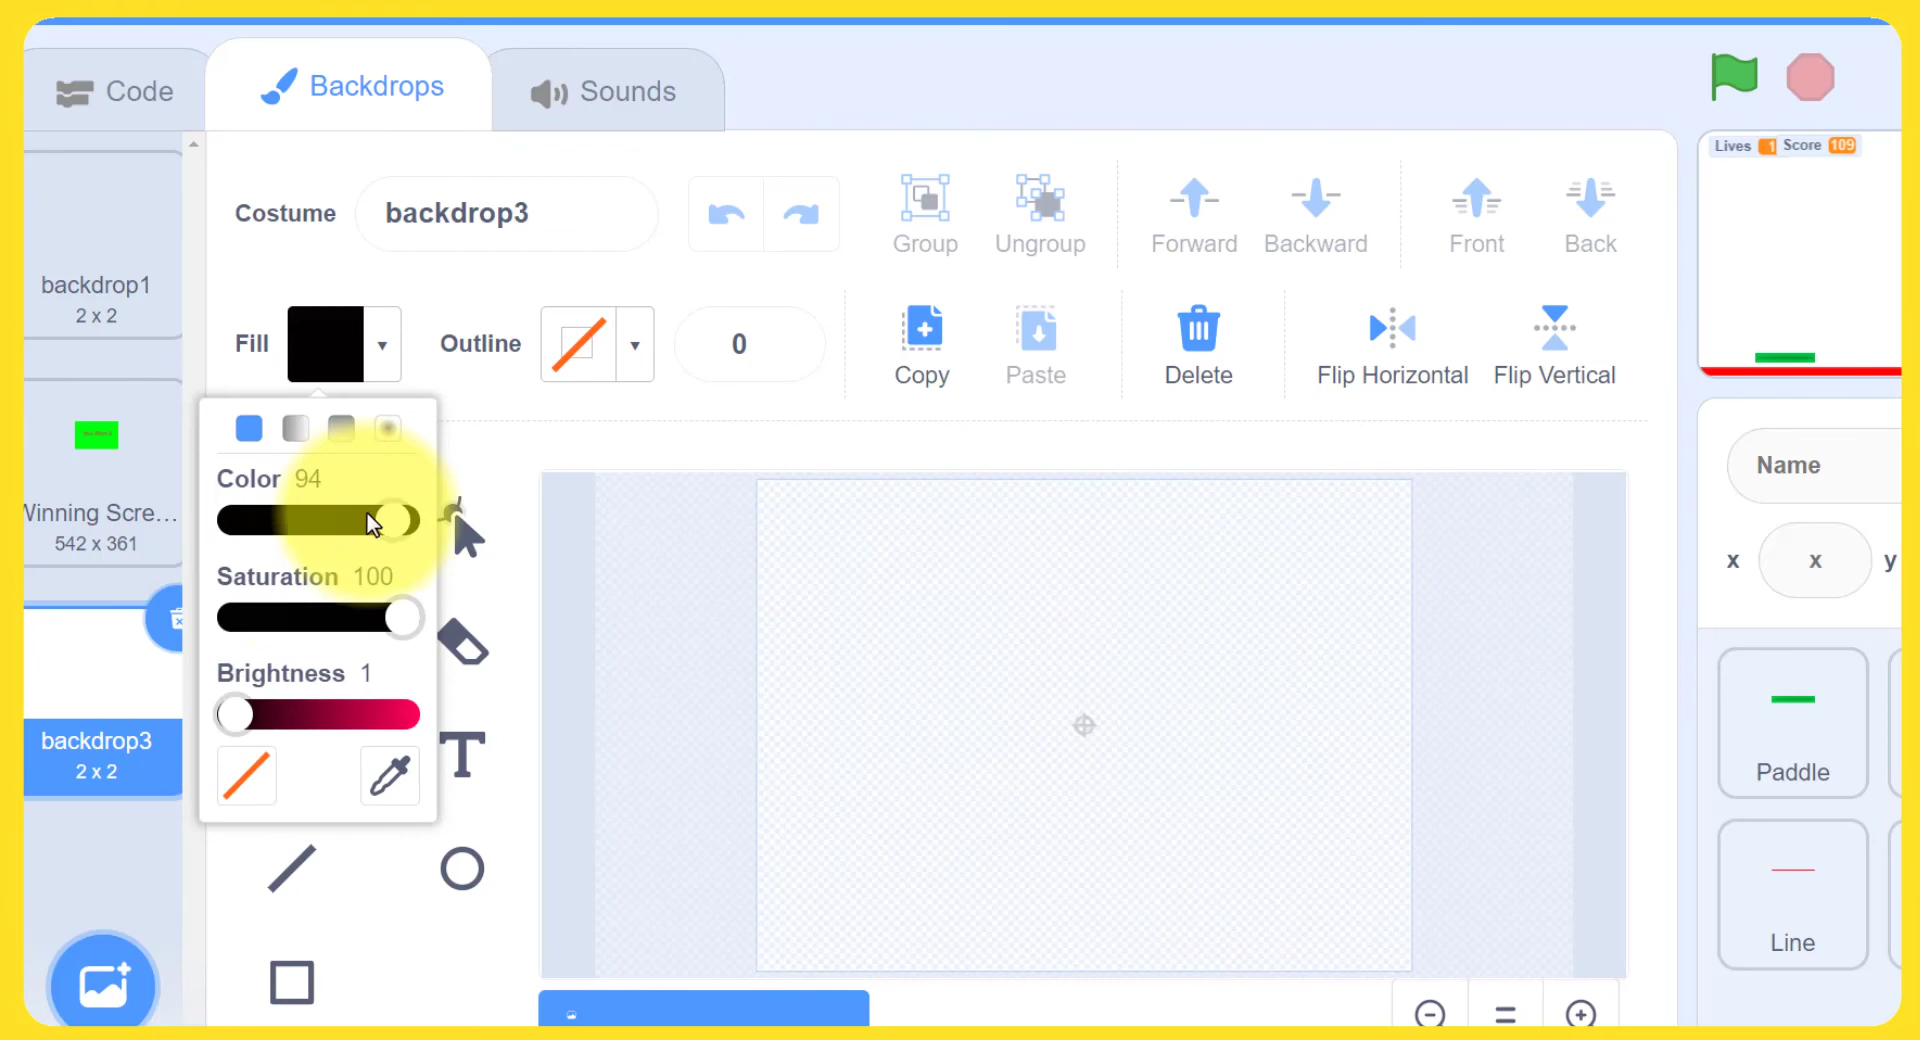 Code
Backdrops
Sounds
Lives 1 Score 109
Costume
backdrop3
Group
Ungroup
Forward
Backward
Front
Back
backdrop1
2 x 2
Fill
Outline
0
Copy
Paste
Delete
Flip Horizontal
Flip Vertical
Color 94
Saturation 100
Brightness 1
Winning Scre...
542 x 361
backdrop3
2 x 2
T
Name
x
x
y
Paddle
Line